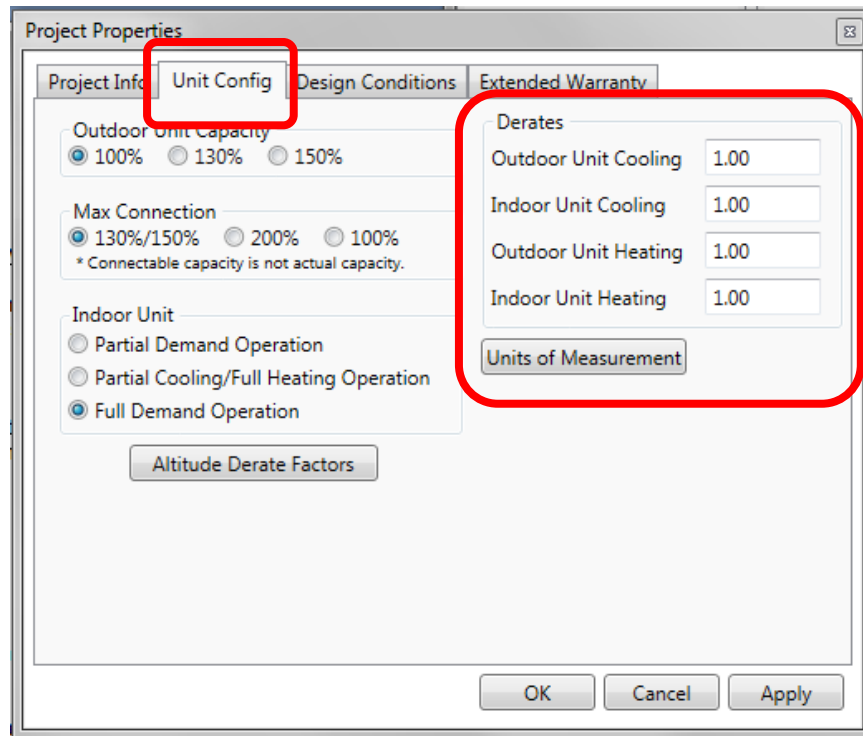 Project Properties
Project Info Unit Config Design Conditions Extended Warranty
Outdoor Unit Capacity
100% 130% 150%
Max Connection
130%/150% 200% 100%
* Connectable capacity is not actual capacity.
Indoor Unit
Partial Demand Operation
Partial Cooling/Full Heating Operation
Full Demand Operation
Altitude Derate Factors
Derates
Outdoor Unit Cooling 1.00
Indoor Unit Cooling 1.00
Outdoor Unit Heating 1.00
Indoor Unit Heating 1.00
Units of Measurement
OK Cancel Apply